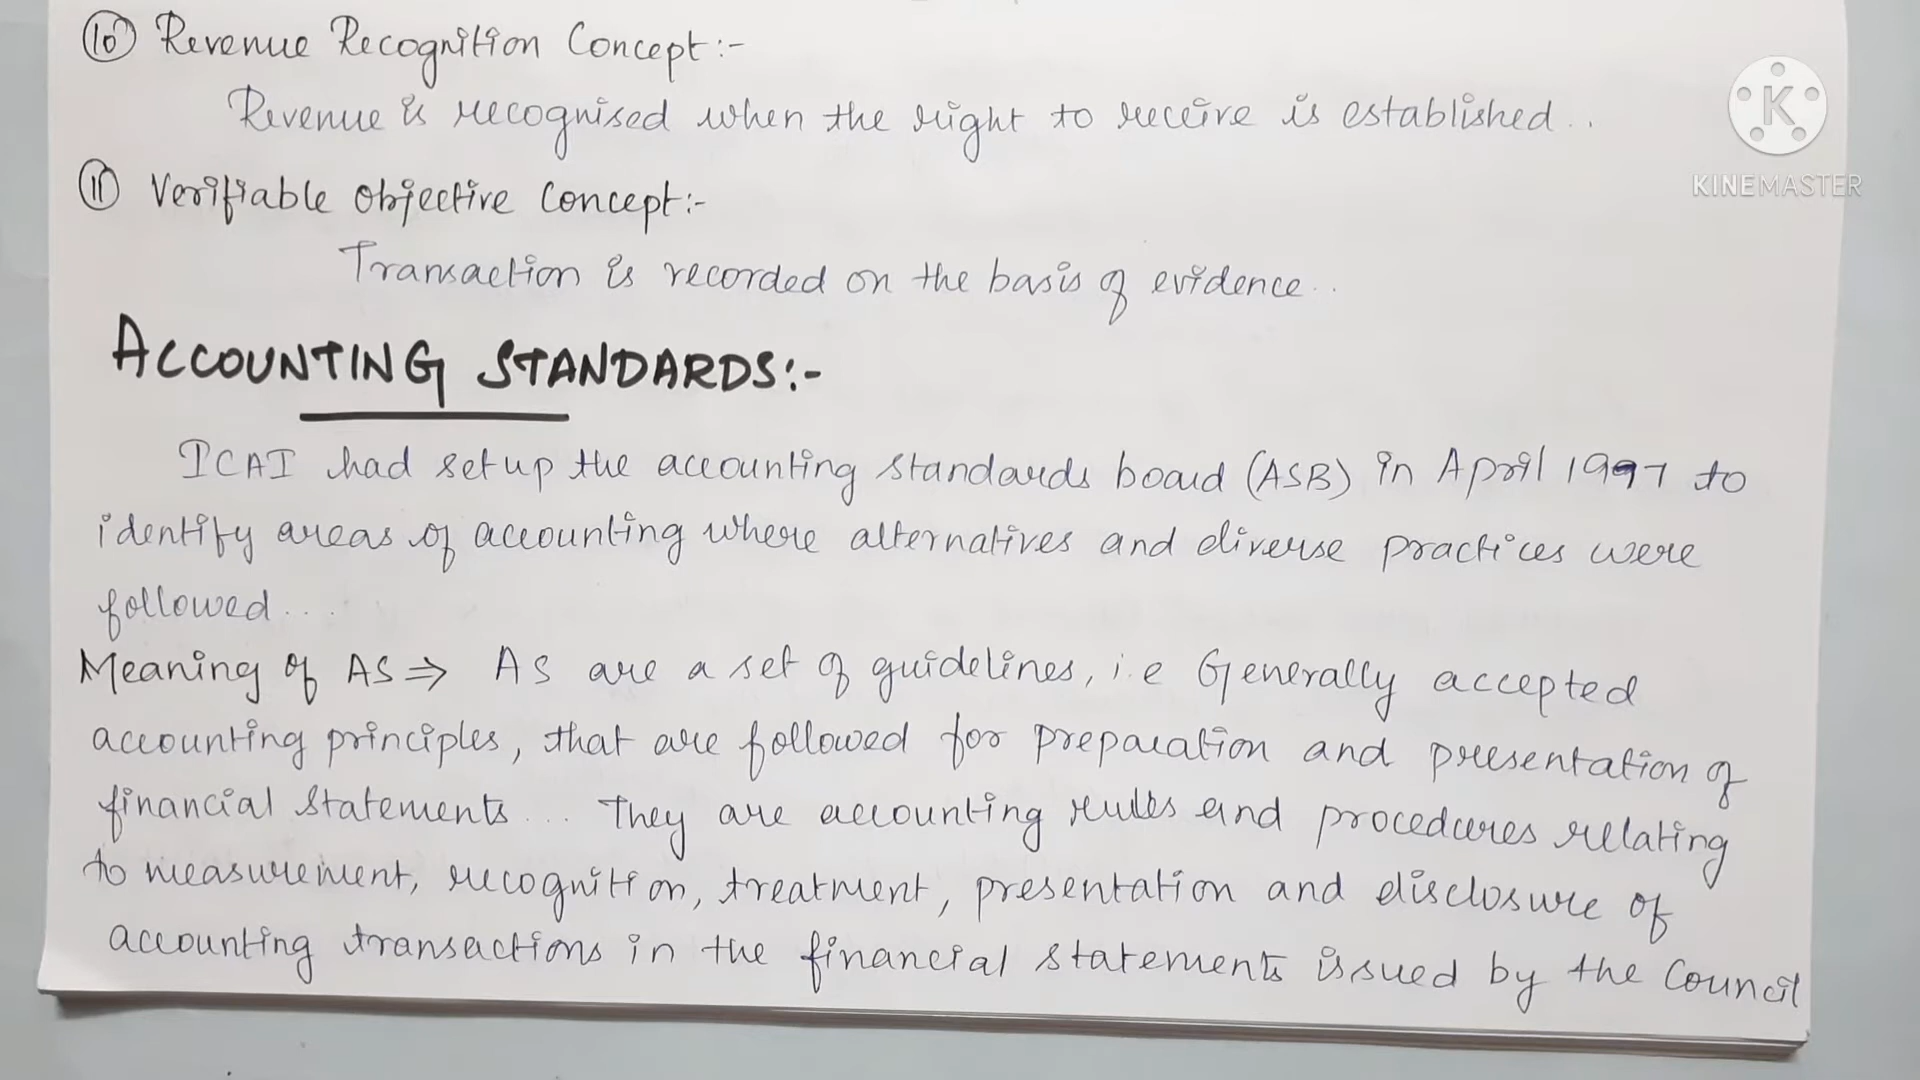 ⑩ Revenue Recognition Concept:-
Revenue is recognised when the right to receive is established..
⑪ Verifiable Objective Concept:-
Transaction is recorded on the basis of evidence..
ACCOUNTING STANDARDS:-
ICAI had set up the accounting standards board (ASB) in April 1997 to
identify areas of accounting where alternatives and diverse practices were
followed...
Meaning of AS ⇒ AS are a set of guidelines, i.e Generally accepted
accounting principles, that are followed for preparation and presentation of
financial statements... They are accounting rules and procedures relating
to measurement, recognition, treatment, presentation and disclosure of
accounting transactions in the financial statements issued by the Council
K
KINEMASTER